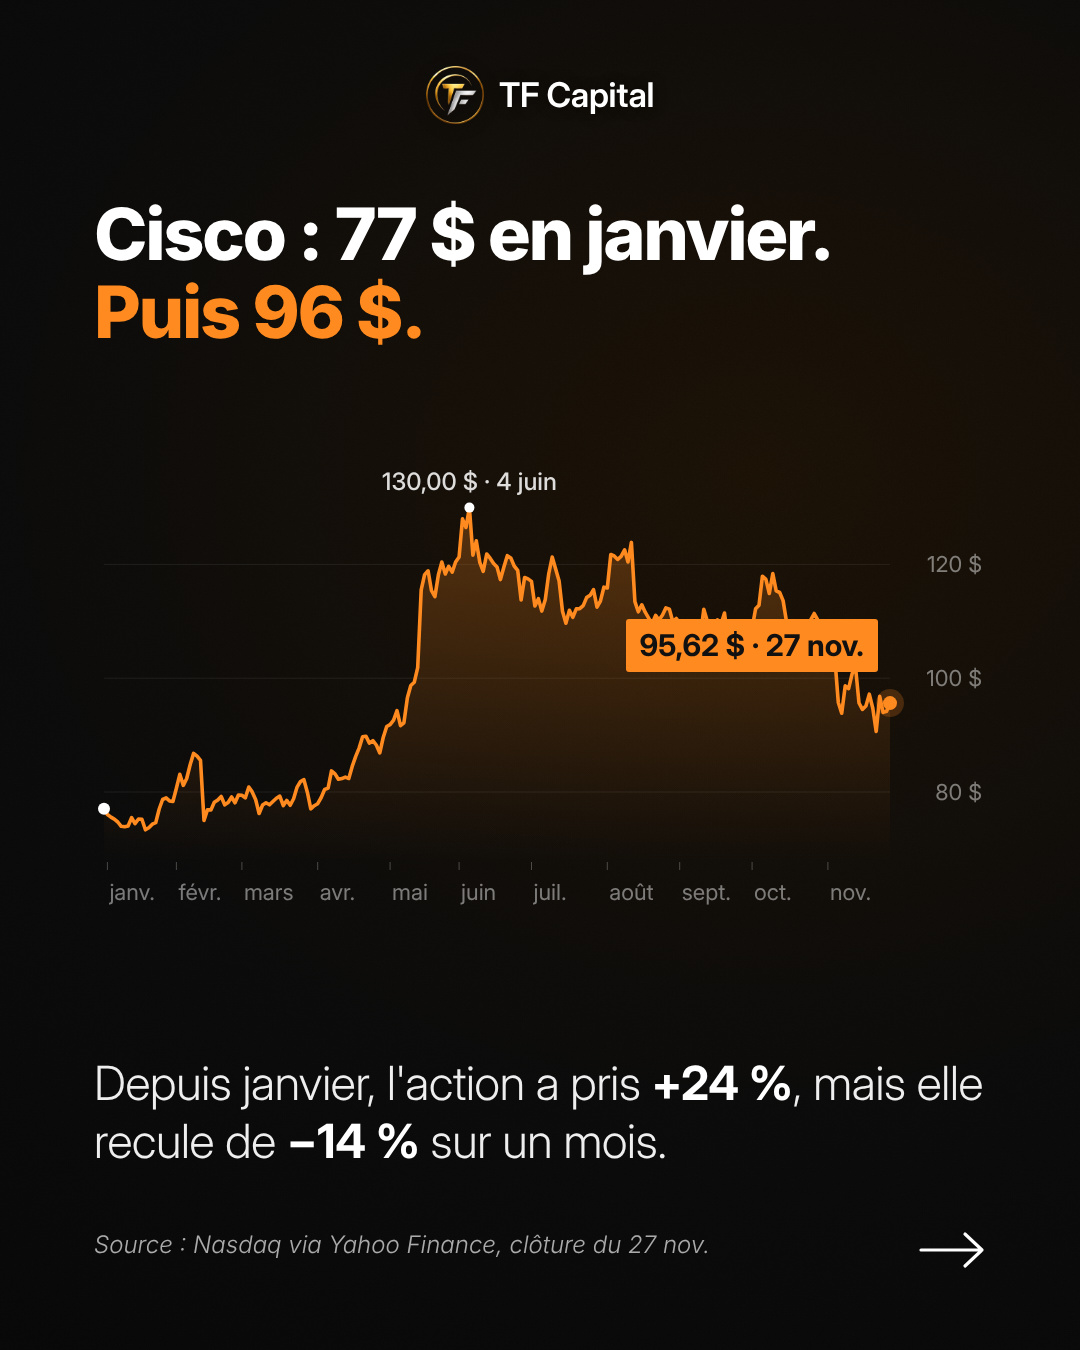 TF Capital
Cisco : 77 $ en janvier.
Puis 96 $.
130,00 $ · 4 juin
120 $
95,62 $ · 27 nov.
100 $
80 $
janv. févr. mars avr. mai juin juil. août sept. oct. nov.
Depuis janvier, l'action a pris +24 %, mais elle
recule de −14 % sur un mois.
Source : Nasdaq via Yahoo Finance, clôture du 27 nov.